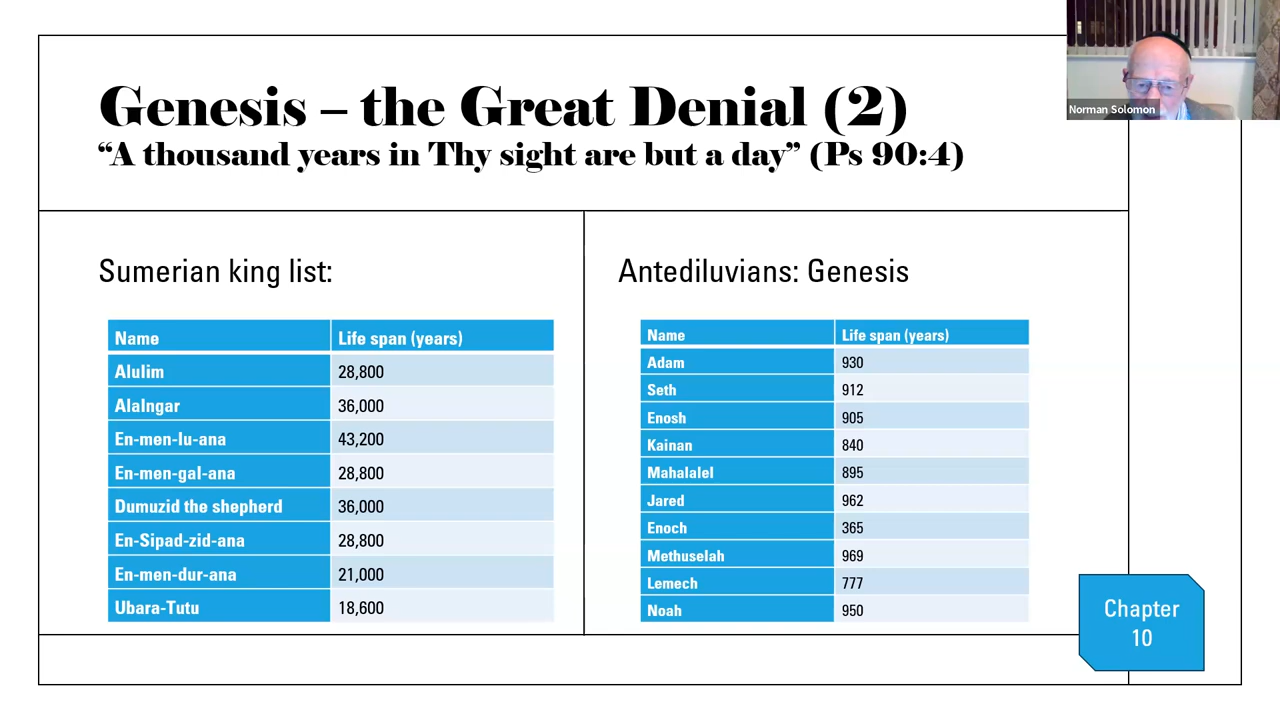 Norman Solomon
Genesis – the Great Denial (2)
“A thousand years in Thy sight are but a day” (Ps 90:4)
Sumerian king list:
Name Life span (years)
Alulim 28,800
Alalngar 36,000
En-men-lu-ana 43,200
En-men-gal-ana 28,800
Dumuzid the shepherd 36,000
En-Sipad-zid-ana 28,800
En-men-dur-ana 21,000
Ubara-Tutu 18,600
Antediluvians: Genesis
Name Life span (years)
Adam 930
Seth 912
Enosh 905
Kainan 840
Mahalalel 895
Jared 962
Enoch 365
Methuselah 969
Lemech 777
Noah 950
Chapter
10